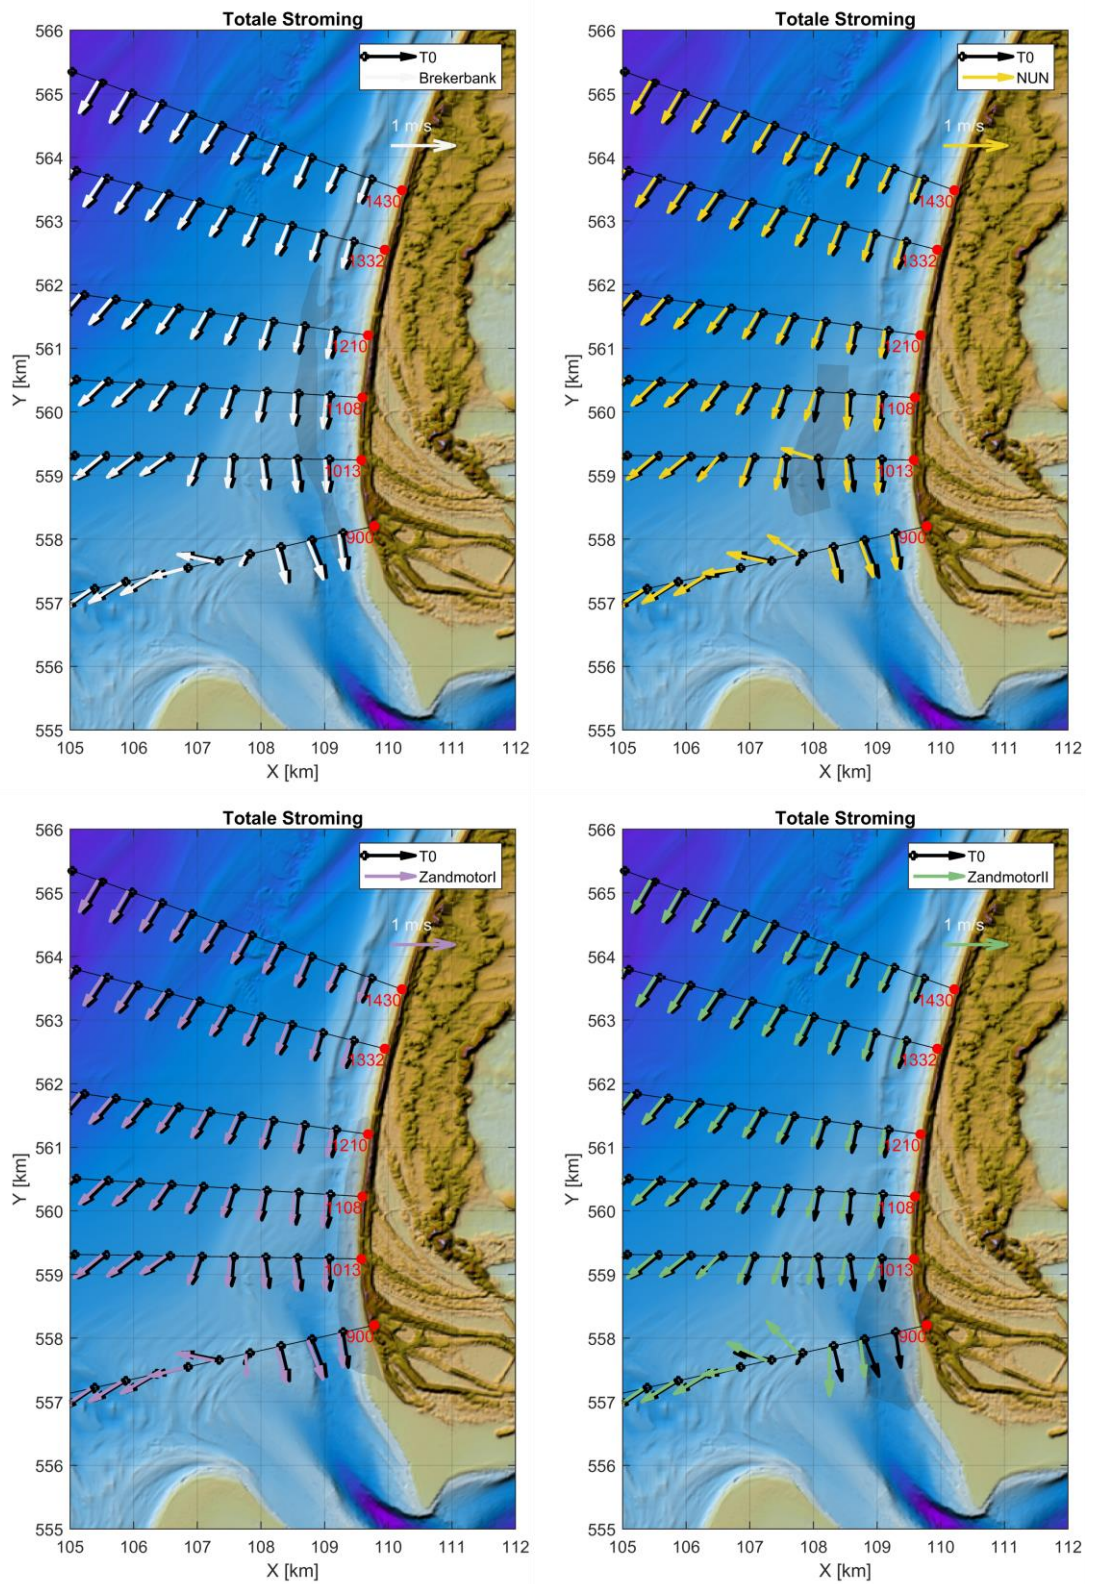 Totale Stroming
566
565
564
563
562
561
560
559
558
557
556
555
Y [km]
T0
Brekerbank
1 m/s
1430
1332
1210
1108
1013
900
105 106 107 108 109 110 111 112
X [km]
Totale Stroming
566
565
564
563
562
561
560
559
558
557
556
555
Y [km]
T0
NUN
1 m/s
1430
1332
1210
1108
1013
900
105 106 107 108 109 110 111 112
X [km]
Totale Stroming
566
565
564
563
562
561
560
559
558
557
556
555
Y [km]
T0
ZandmotorI
1 m/s
1430
1332
1210
1108
1013
900
105 106 107 108 109 110 111 112
X [km]
Totale Stroming
566
565
564
563
562
561
560
559
558
557
556
555
Y [km]
T0
ZandmotorII
1 m/s
1430
1332
1210
1108
1013
900
105 106 107 108 109 110 111 112
X [km]